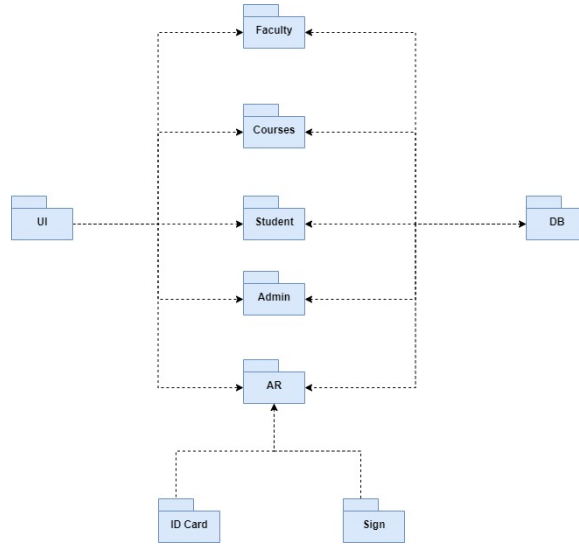 Faculty
Courses
UI
Student
DB
Admin
AR
ID Card
Sign